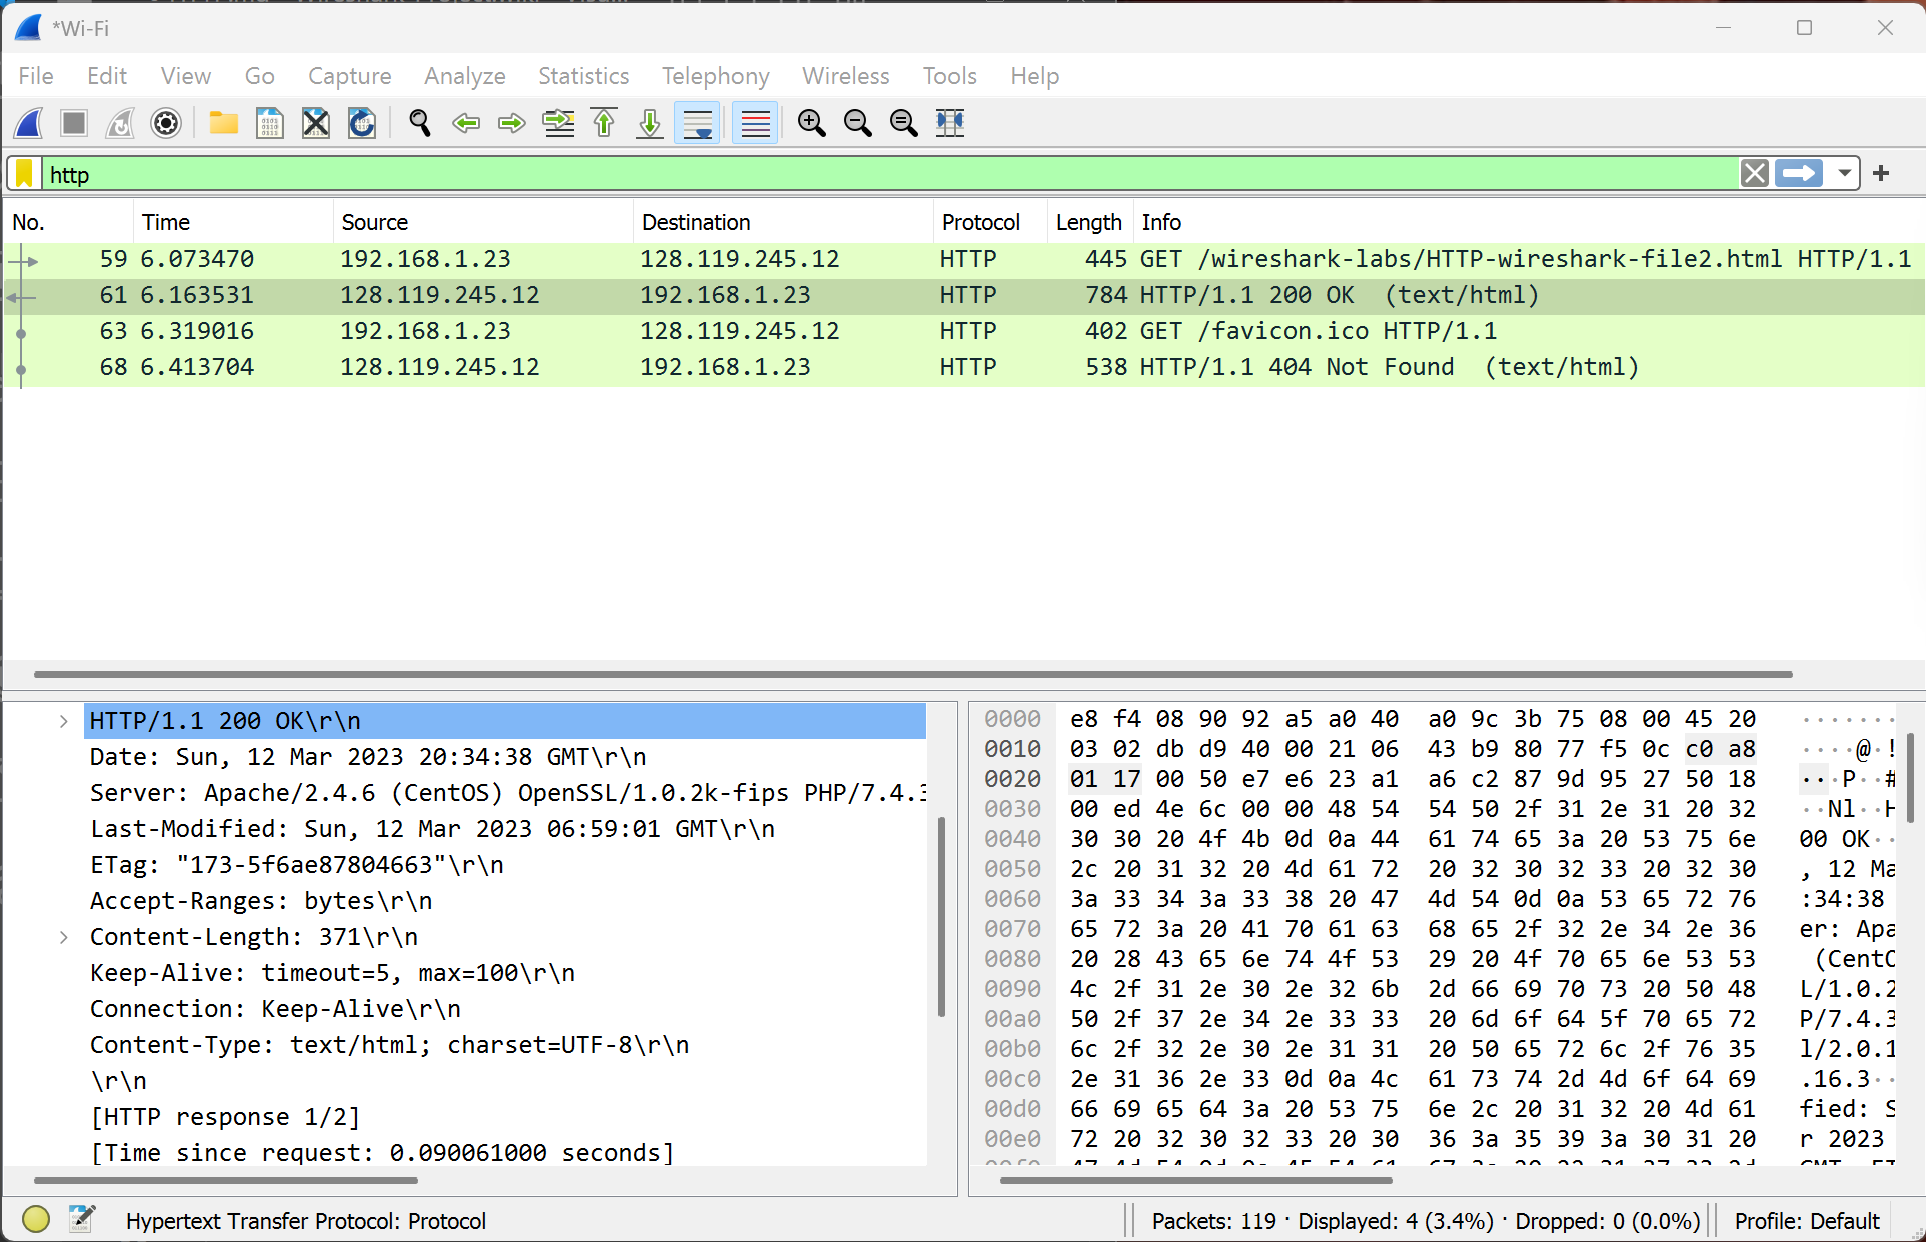 *Wi-Fi
File Edit View Go Capture Analyze Statistics Telephony Wireless Tools Help
http
No. Time Source Destination Protocol Length Info
59 6.073470 192.168.1.23 128.119.245.12 HTTP 445 GET /wireshark-labs/HTTP-wireshark-file2.html HTTP/1.1
61 6.163531 128.119.245.12 192.168.1.23 HTTP 784 HTTP/1.1 200 OK (text/html)
63 6.319016 192.168.1.23 128.119.245.12 HTTP 402 GET /favicon.ico HTTP/1.1
68 6.413704 128.119.245.12 192.168.1.23 HTTP 538 HTTP/1.1 404 Not Found (text/html)
HTTP/1.1 200 OK\r\n
Date: Sun, 12 Mar 2023 20:34:38 GMT\r\n
Server: Apache/2.4.6 (CentOS) OpenSSL/1.0.2k-fips PHP/7.4.3
Last-Modified: Sun, 12 Mar 2023 06:59:01 GMT\r\n
ETag: "173-5f6ae87804663"\r\n
Accept-Ranges: bytes\r\n
Content-Length: 371\r\n
Keep-Alive: timeout=5, max=100\r\n
Connection: Keep-Alive\r\n
Content-Type: text/html; charset=UTF-8\r\n
\r\n
[HTTP response 1/2]
[Time since request: 0.090061000 seconds]
0000 e8 f4 08 90 92 a5 a0 40 a0 9c 3b 75 08 00 45 20 ·······
0010 03 02 db d9 40 00 21 06 43 b9 80 77 f5 0c c0 a8 ····@·!
0020 01 17 00 50 e7 e6 23 a1 a6 c2 87 9d 95 27 50 18 ···P··#
0030 00 ed 4e 6c 00 00 48 54 54 50 2f 31 2e 31 20 32 ··Nl··H
0040 30 30 20 4f 4b 0d 0a 44 61 74 65 3a 20 53 75 6e 00 OK··
0050 2c 20 31 32 20 4d 61 72 20 32 30 32 33 20 32 30 , 12 Ma
0060 3a 33 34 3a 33 38 20 47 4d 54 0d 0a 53 65 72 76 :34:38
0070 65 72 3a 20 41 70 61 63 68 65 2f 32 2e 34 2e 36 er: Apa
0080 20 28 43 65 6e 74 4f 53 29 20 4f 70 65 6e 53 53 (CentO
0090 4c 2f 31 2e 30 2e 32 6b 2d 66 69 70 73 20 50 48 L/1.0.2
00a0 50 2f 37 2e 34 2e 33 33 20 6d 6f 64 5f 70 65 72 P/7.4.3
00b0 6c 2f 32 2e 30 2e 31 31 20 50 65 72 6c 2f 76 35 l/2.0.1
00c0 2e 31 36 2e 33 0d 0a 4c 61 73 74 2d 4d 6f 64 69 .16.3··
00d0 66 69 65 64 3a 20 53 75 6e 2c 20 31 32 20 4d 61 fied: S
00e0 72 20 32 30 32 33 20 30 36 3a 35 39 3a 30 31 20 r 2023
Hypertext Transfer Protocol: Protocol
Packets: 119 · Displayed: 4 (3.4%) · Dropped: 0 (0.0%)
Profile: Default